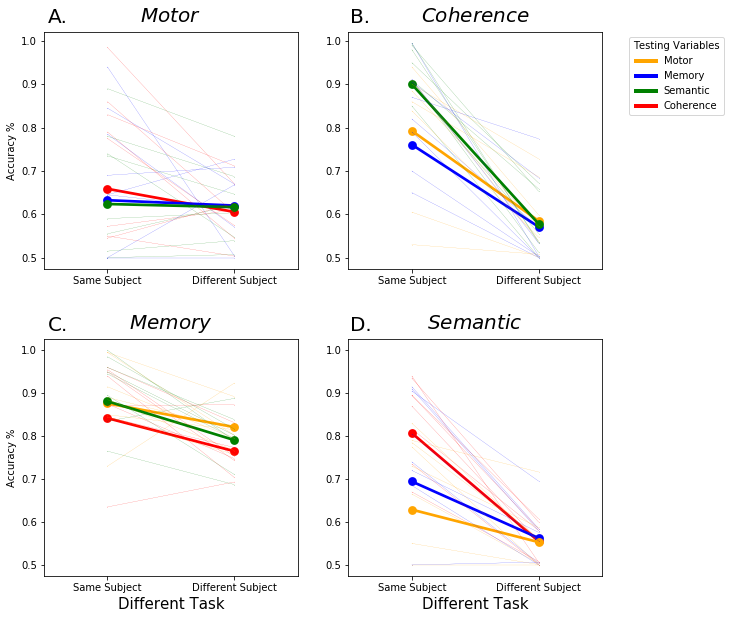 A. Motor
1.0
0.9
0.8
0.7
0.6
0.5
Accuracy %
Same Subject Different Subject
B. Coherence
1.0
0.9
0.8
0.7
0.6
0.5
Same Subject Different Subject
Testing Variables
Motor
Memory
Semantic
Coherence
C. Memory
1.0
0.9
0.8
0.7
0.6
0.5
Accuracy %
Same Subject Different Subject
Different Task
D. Semantic
1.0
0.9
0.8
0.7
0.6
0.5
Same Subject Different Subject
Different Task